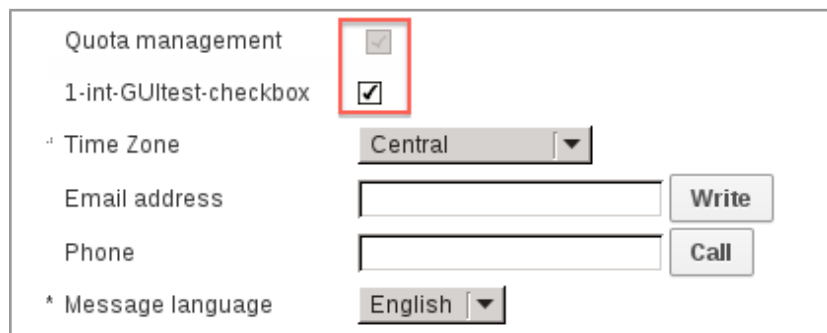 Quota management
1-int-GUItest-checkbox
Time Zone Central
Email address Write
Phone Call
* Message language English